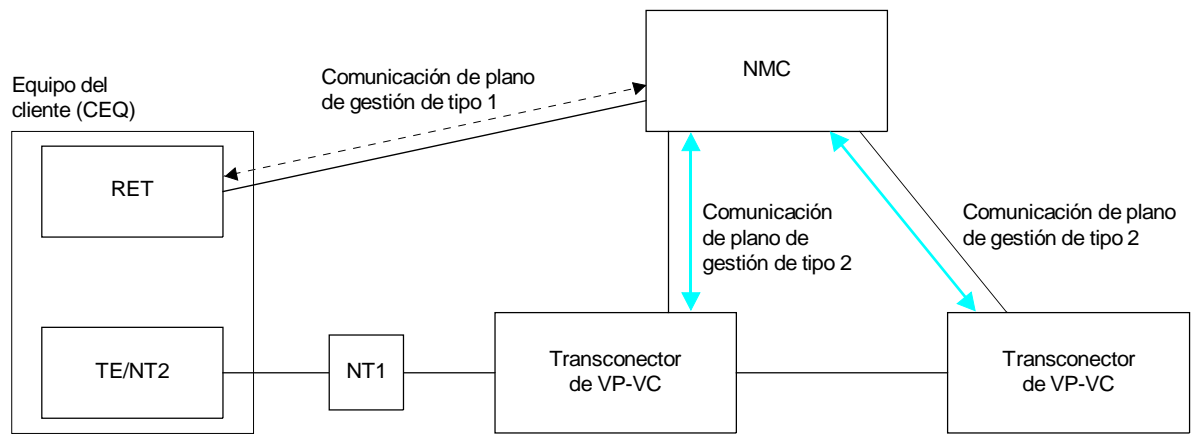 Equipo del
cliente (CEQ)
Comunicación de plano
de gestión de tipo 1
NMC
RET
Comunicación
de plano de
gestión de tipo 2
Comunicación de plano
de gestión de tipo 2
TE/NT2
NT1
Transconector
de VP-VC
Transconector
de VP-VC